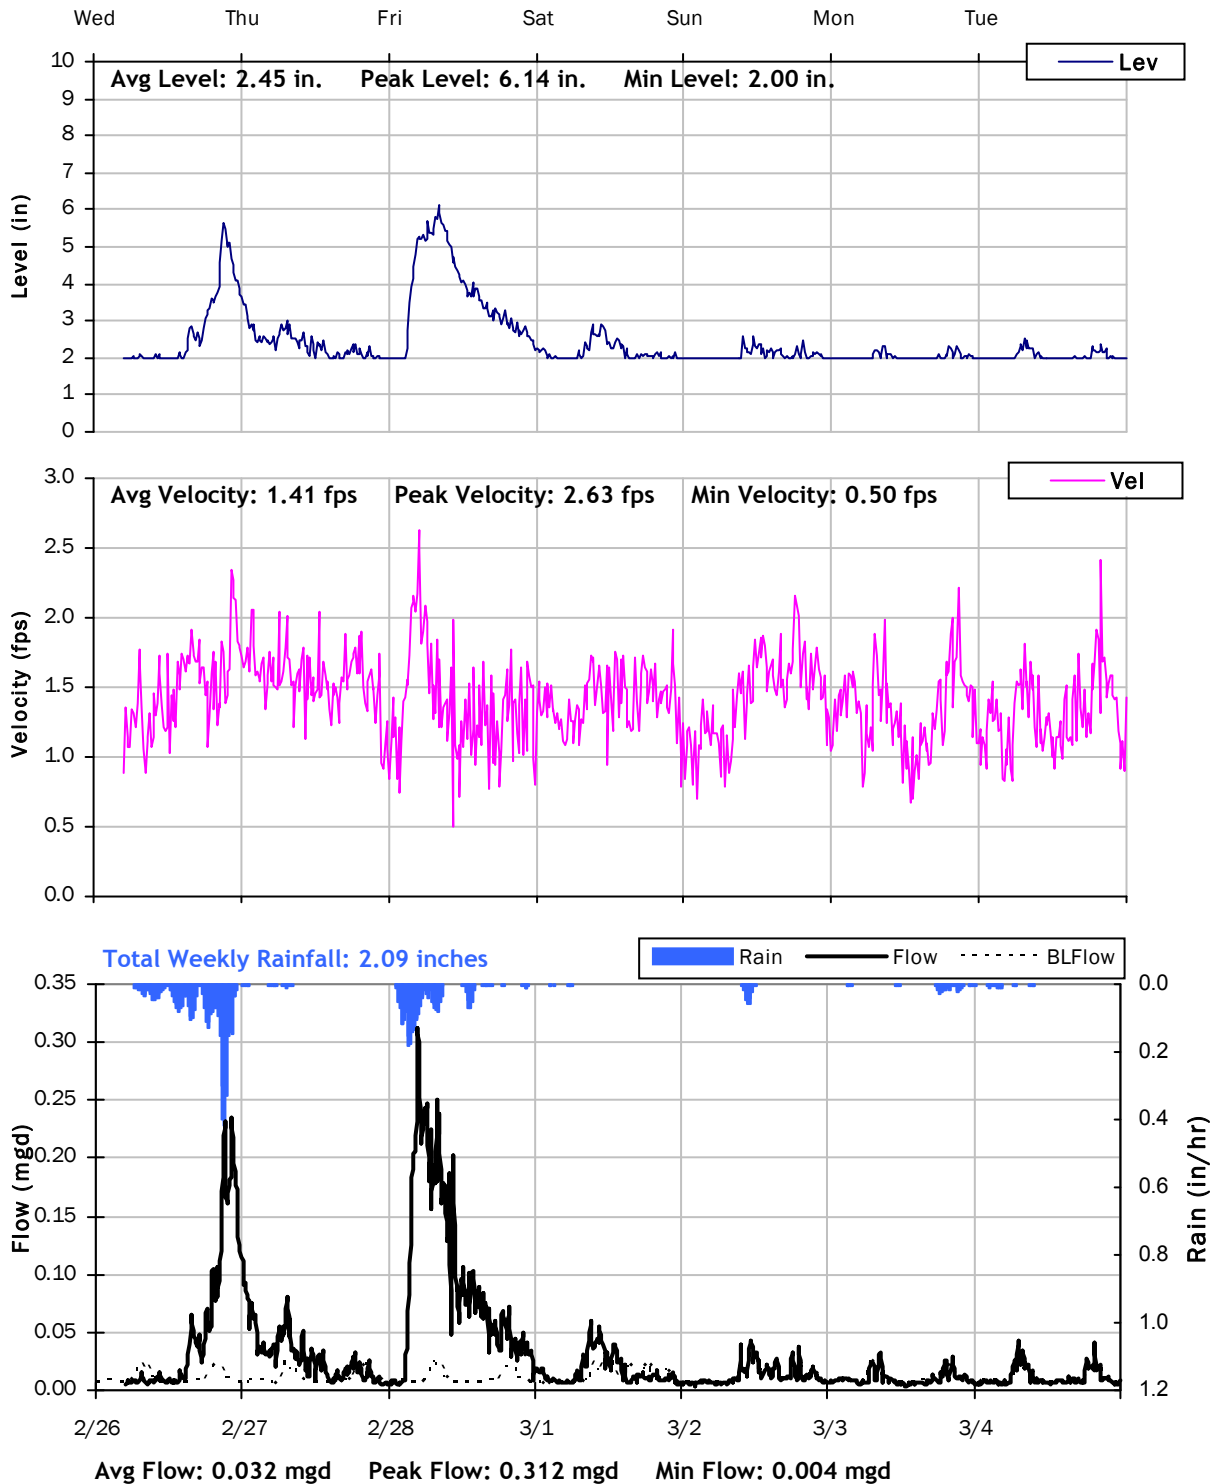 Wed Thu Fri Sat Sun Mon Tue
Avg Level: 2.45 in. Peak Level: 6.14 in. Min Level: 2.00 in.
Lev
10
9
8
7
6
5
4
3
2
1
0
Level (in)
Avg Velocity: 1.41 fps Peak Velocity: 2.63 fps Min Velocity: 0.50 fps
Vel
3.0
2.5
2.0
1.5
1.0
0.5
0.0
Velocity (fps)
Total Weekly Rainfall: 2.09 inches
Rain Flow BLFlow
0.35
0.30
0.25
0.20
0.15
0.10
0.05
0.00
Flow (mgd)
0.0
0.2
0.4
0.6
0.8
1.0
1.2
Rain (in/hr)
2/26 2/27 2/28 3/1 3/2 3/3 3/4
Avg Flow: 0.032 mgd Peak Flow: 0.312 mgd Min Flow: 0.004 mgd